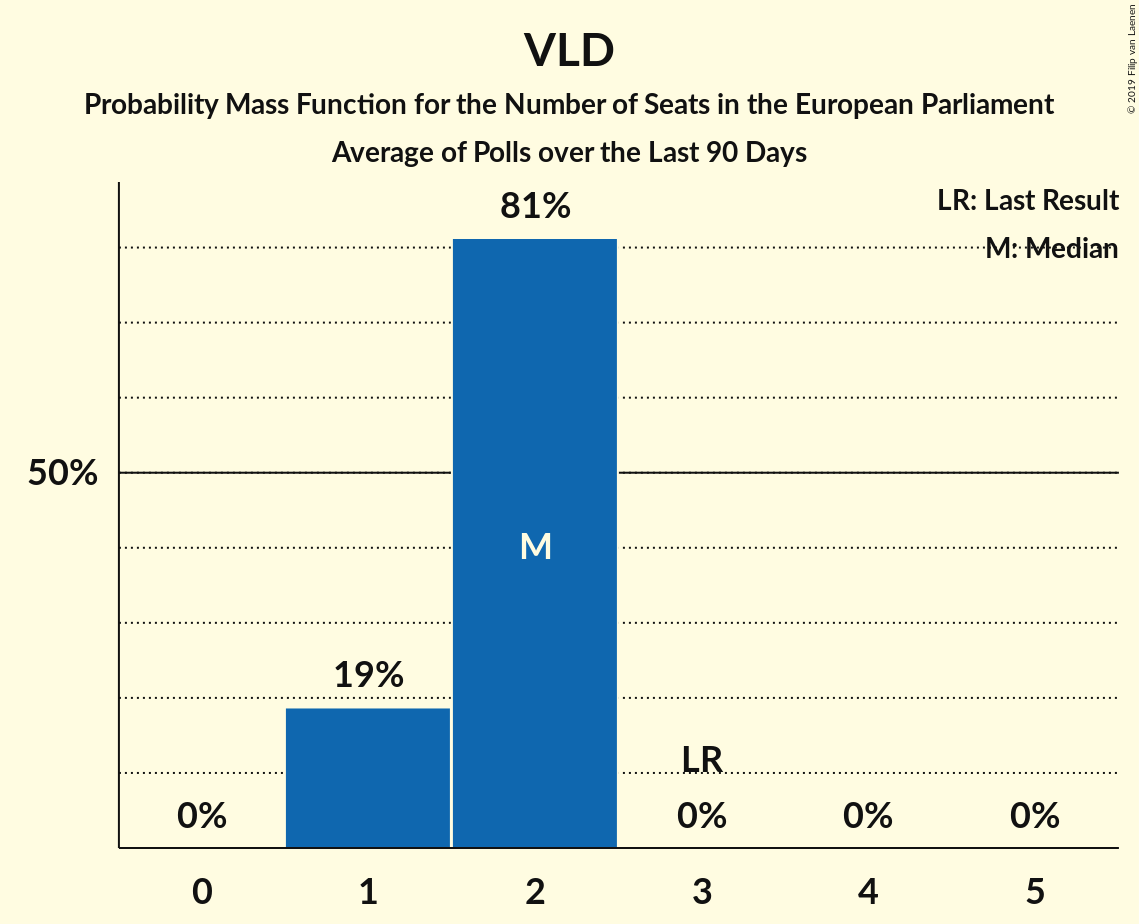 VLD
Probability Mass Function for the Number of Seats in the European Parliament
Average of Polls over the Last 90 Days
© 2019 Filip van Laenen
LR: Last Result
M: Median
81%
50%
M
19%
LR
0%
0%
0%
0%
0
1
2
3
4
5